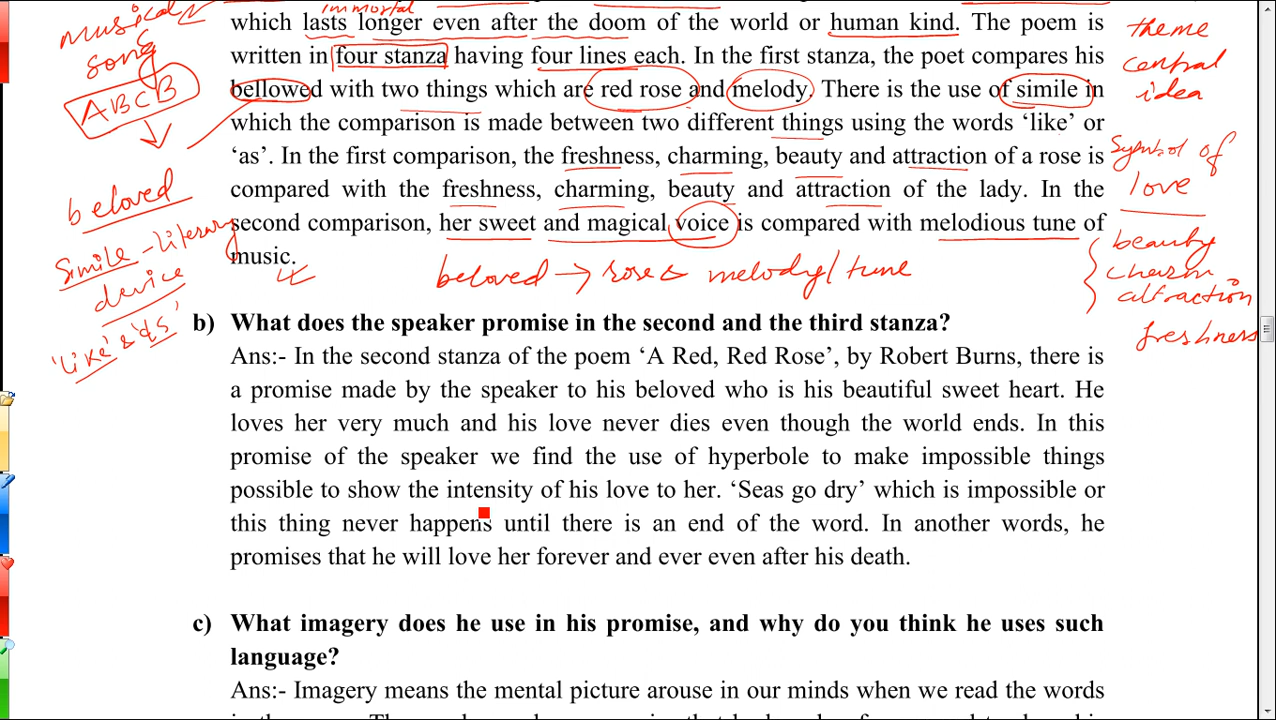 musical
song
ABCB
immortal
which lasts longer even after the doom of the world or human kind. The poem is
written in four stanza having four lines each. In the first stanza, the poet compares his
bellowed with two things which are red rose and melody. There is the use of simile in
which the comparison is made between two different things using the words ‘like’ or
‘as’. In the first comparison, the freshness, charming, beauty and attraction of a rose is
compared with the freshness, charming, beauty and attraction of the lady. In the
second comparison, her sweet and magical voice is compared with melodious tune of
music.
theme
central
idea
Symbol of
love
beauty
charm
attraction
freshness
beloved
Simile - literary
device
'like' & 'as'
beloved → rose & melody/tune
b) What does the speaker promise in the second and the third stanza?
Ans:- In the second stanza of the poem ‘A Red, Red Rose’, by Robert Burns, there is
a promise made by the speaker to his beloved who is his beautiful sweet heart. He
loves her very much and his love never dies even though the world ends. In this
promise of the speaker we find the use of hyperbole to make impossible things
possible to show the intensity of his love to her. ‘Seas go dry’ which is impossible or
this thing never happens until there is an end of the word. In another words, he
promises that he will love her forever and ever even after his death.
c) What imagery does he use in his promise, and why do you think he uses such
language?
Ans:- Imagery means the mental picture arouse in our minds when we read the words